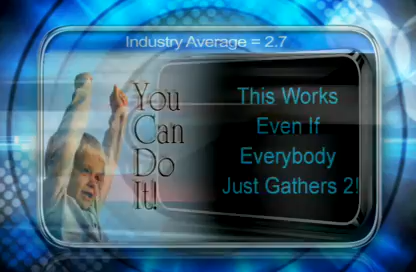 Industry Average = 2.7
You
Can
Do
It!
This Works
Even If
Everybody
Just Gathers 2!